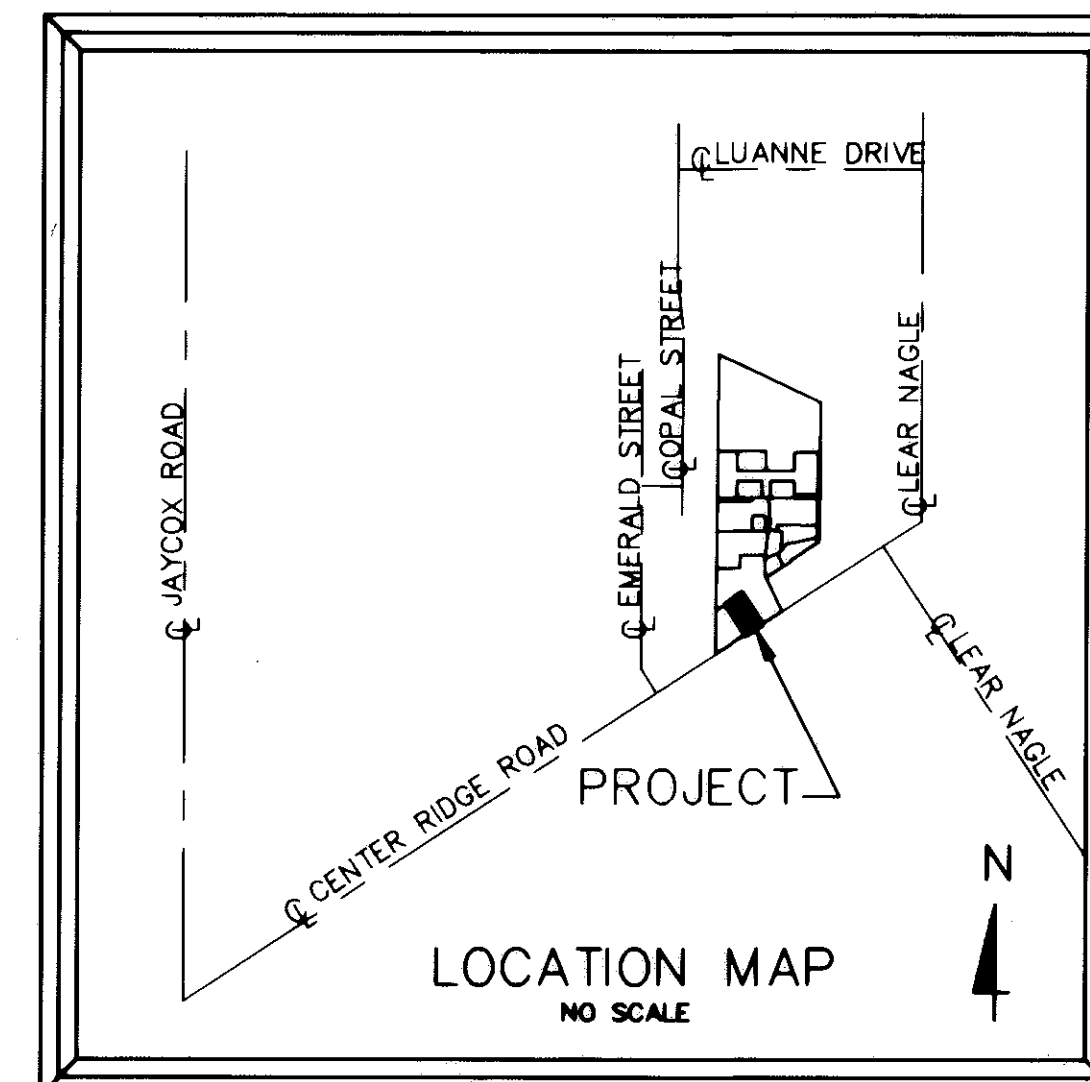 ℄ LUANNE DRIVE
℄ OPAL STREET
℄ EMERALD STREET
℄ LEAR NAGLE
℄ JAYCOX ROAD
℄ LEAR NAGLE
℄ CENTER RIDGE ROAD
PROJECT
N
LOCATION MAP
NO SCALE